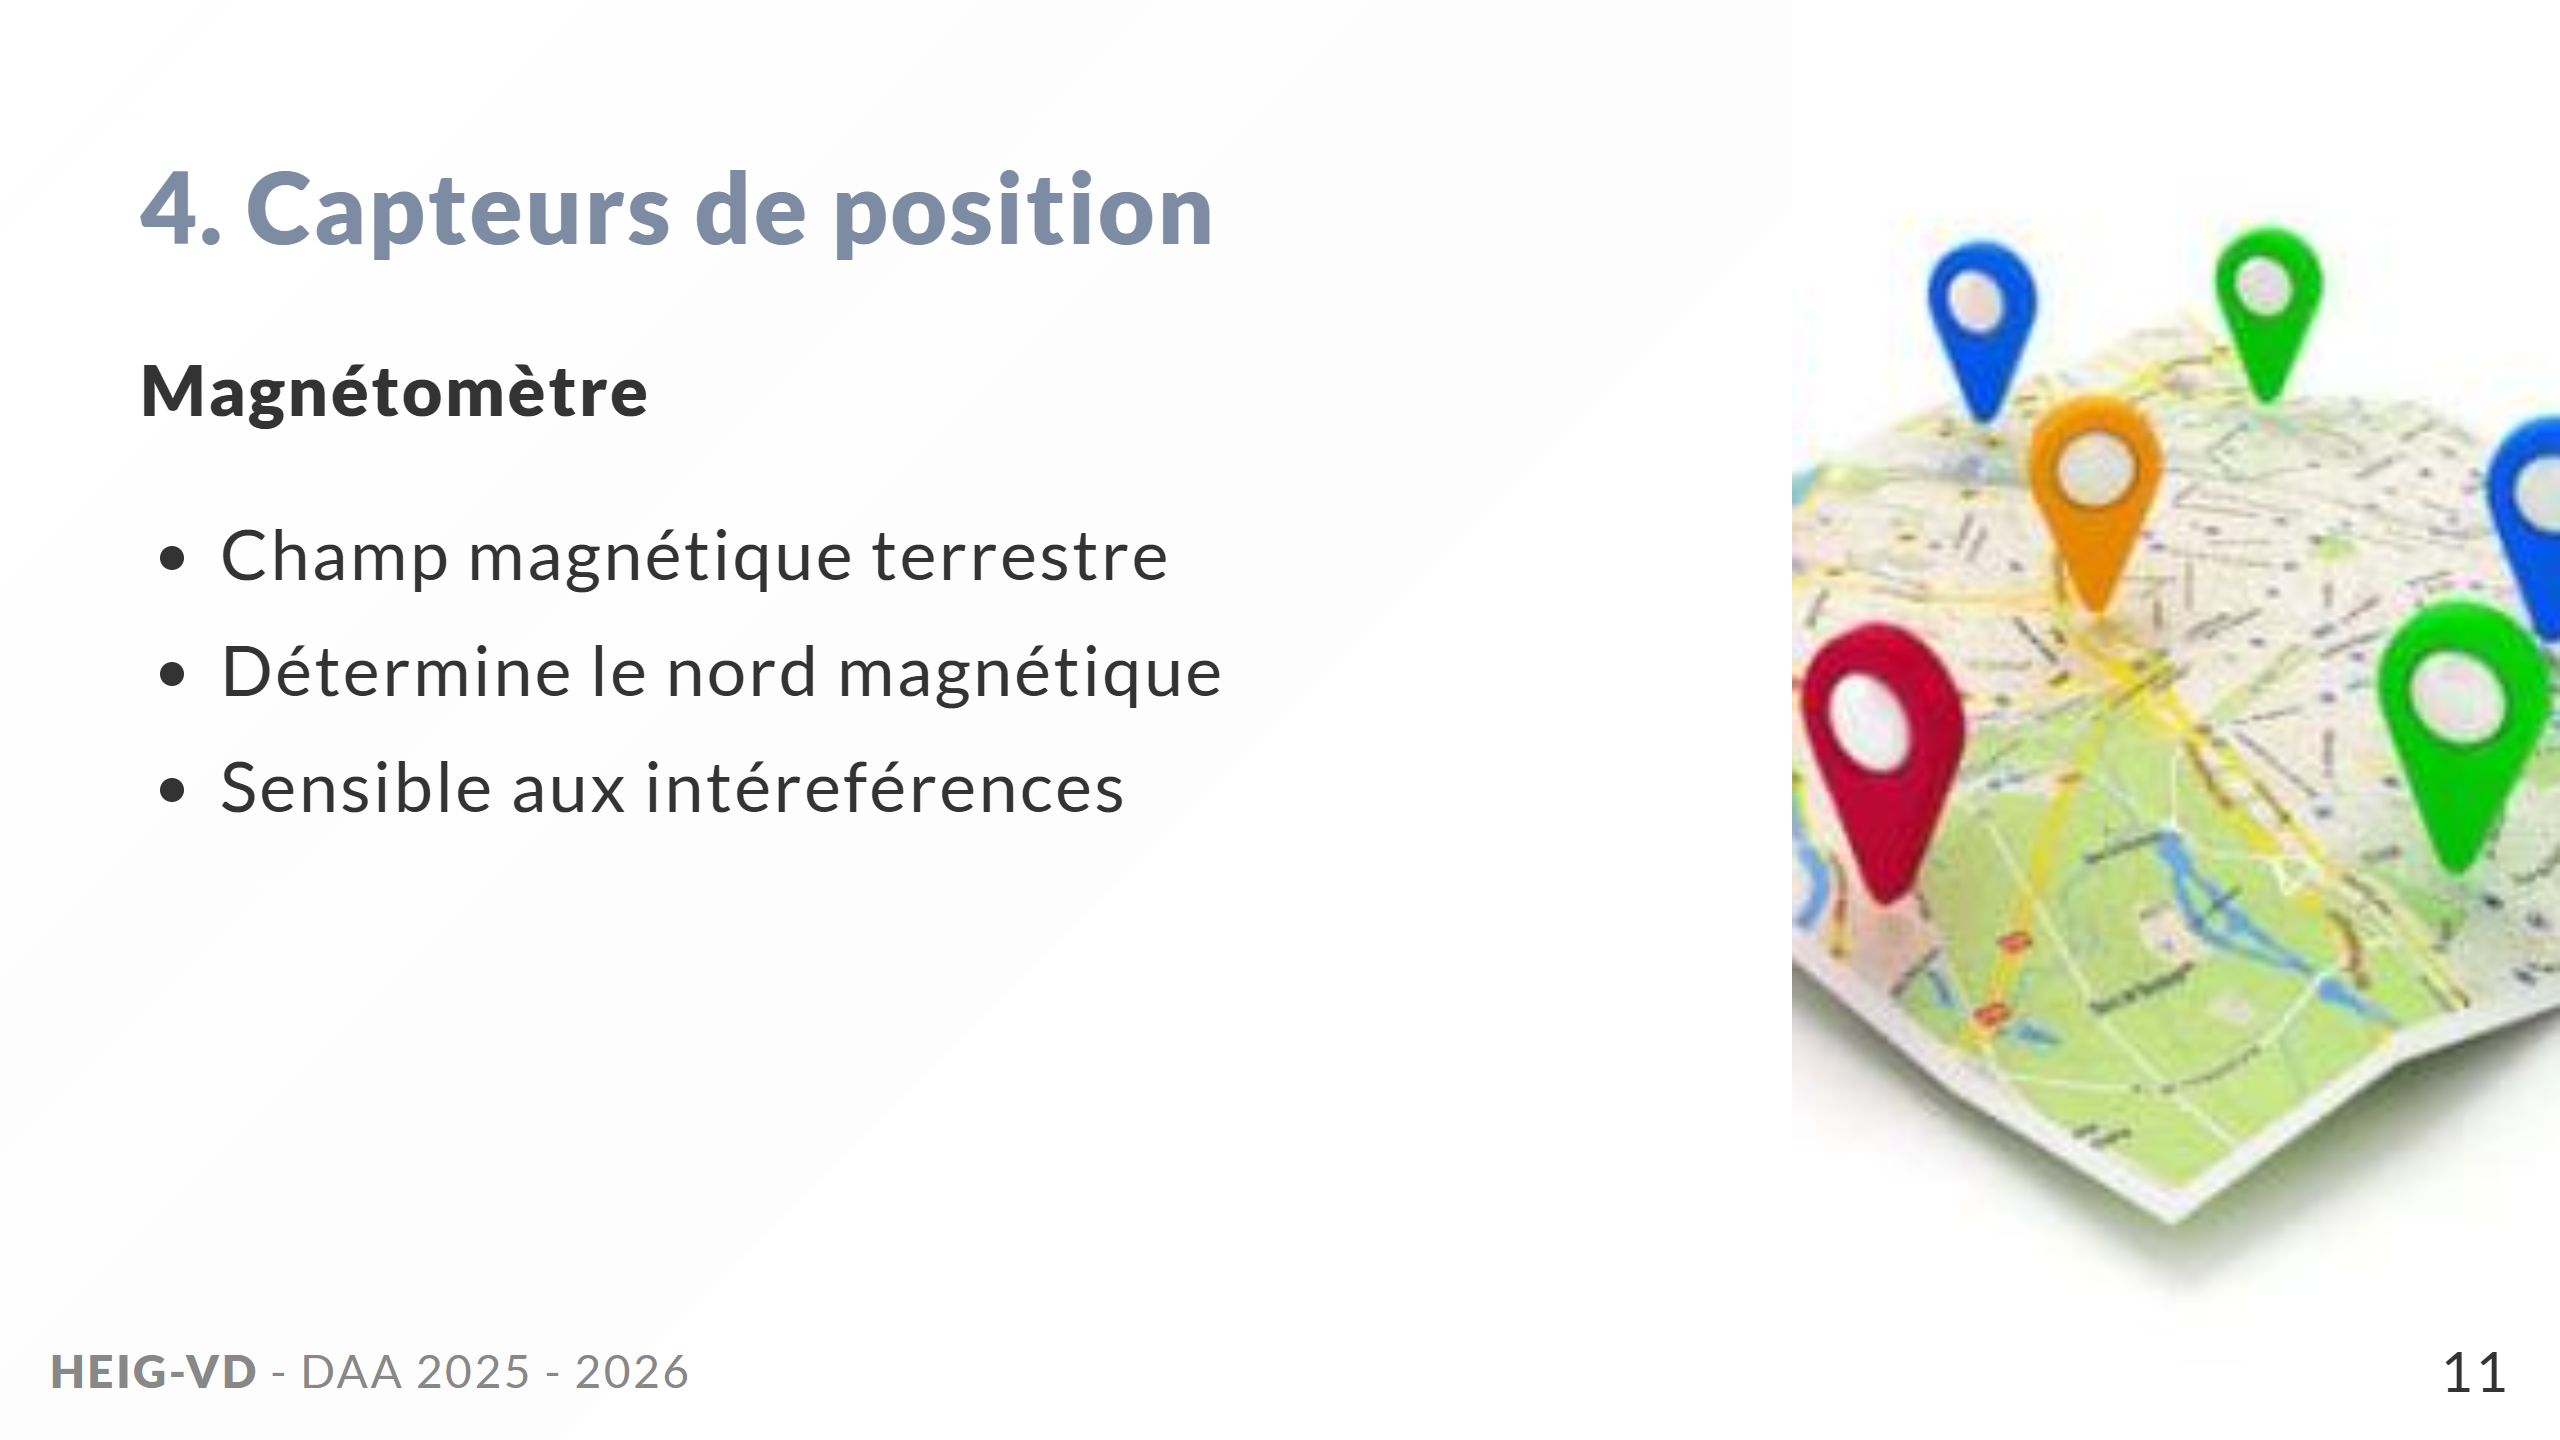 4. Capteurs de position
Magnétomètre
• Champ magnétique terrestre
• Détermine le nord magnétique
• Sensible aux intéreférences
HEIG-VD - DAA 2025 - 2026
11